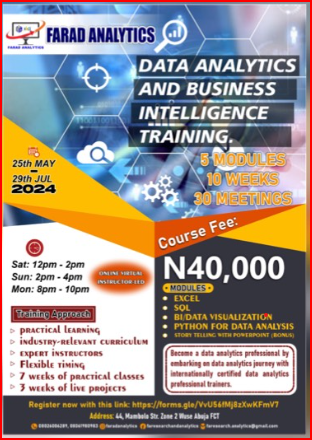 FARAD ANALYTICS
FARAD ANALYTICS
DATA ANALYTICS
AND BUSINESS
INTELLIGENCE
TRAINING.
25th MAY
–
29th JUL
2024
5 MODULES
10 WEEKS
30 MEETINGS
Course Fee:
N40,000
Sat: 12pm - 2pm
Sun: 2pm - 4pm
Mon: 8pm - 10pm
ONLINE VIRTUAL
INSTRUCTOR LED
MODULES
EXCEL
SQL
BI/DATA VISUALIZATION
PYTHON FOR DATA ANALYSIS
STORY TELLING WITH POWERPOINT (BONUS)
Training Approach
practical learning
industry-relevant curriculum
expert instructors
Flexible timing
7 weeks of practical classes
3 weeks of live projects
Become a data analytics professional by
embarking on data analytics journey with
internationally certified data analytics
professional trainers.
Register now with this link: https://forms.gle/
Address: 44, Mambolo Str. Zone 2 Wuse Abuja FCT
faradanalytics